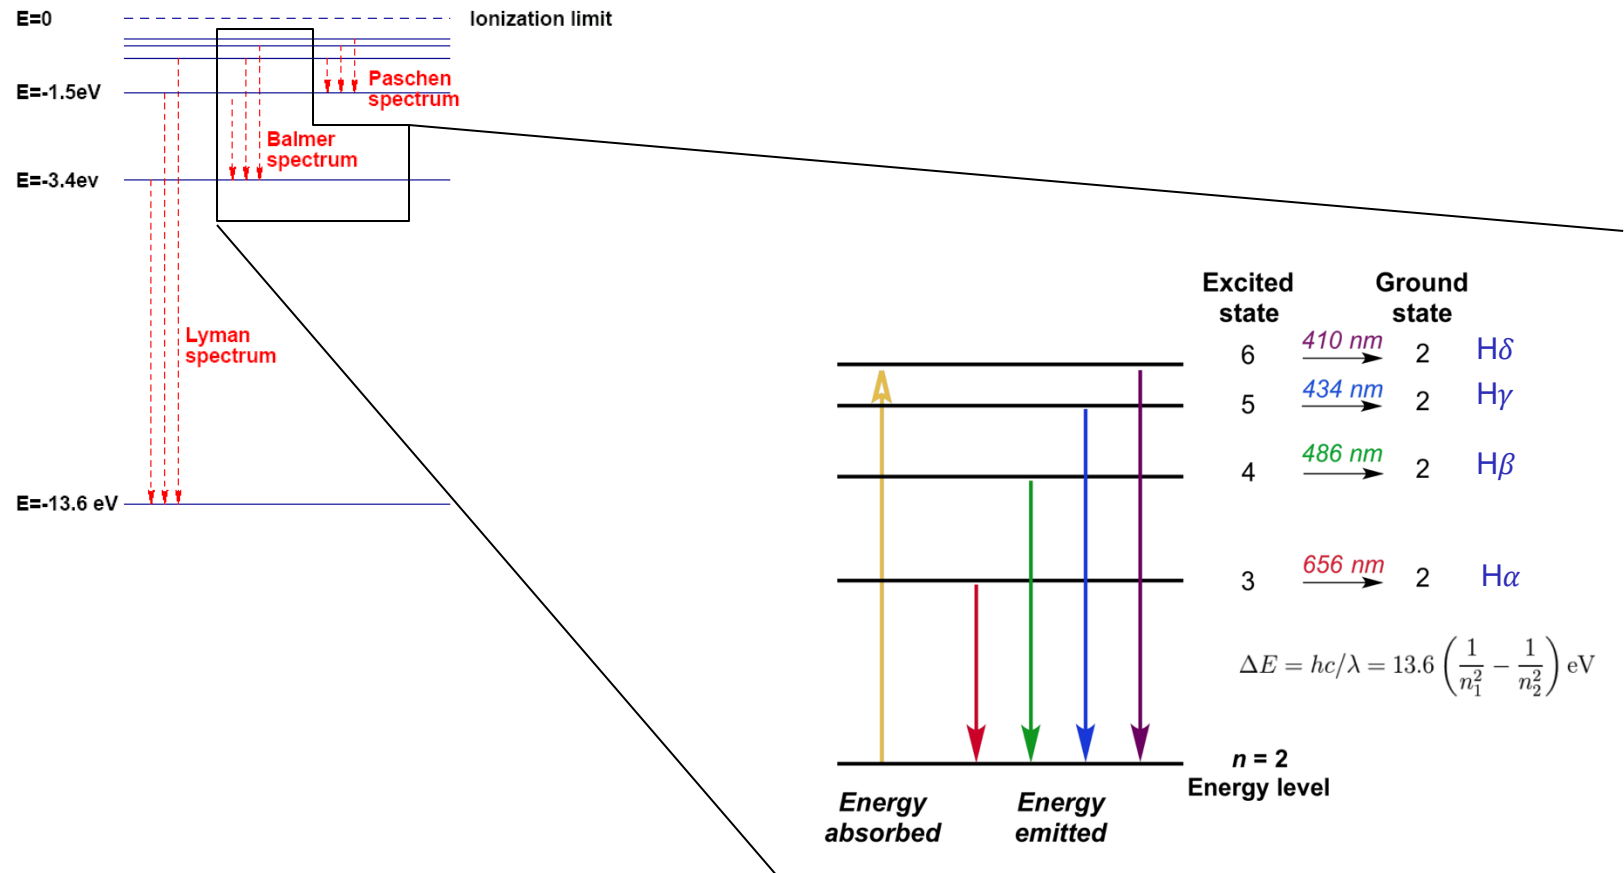 E=0
Ionization limit
E=-1.5eV
Paschen
spectrum
Balmer
spectrum
E=-3.4ev
Lyman
spectrum
E=-13.6 eV
Excited
state
Ground
state
6 410 nm 2 Hδ
5 434 nm 2 Hγ
4 486 nm 2 Hβ
3 656 nm 2 Hα
ΔE = hc/λ = 13.6 (1/n₁² − 1/n₂²) eV
n = 2
Energy level
Energy
absorbed
Energy
emitted